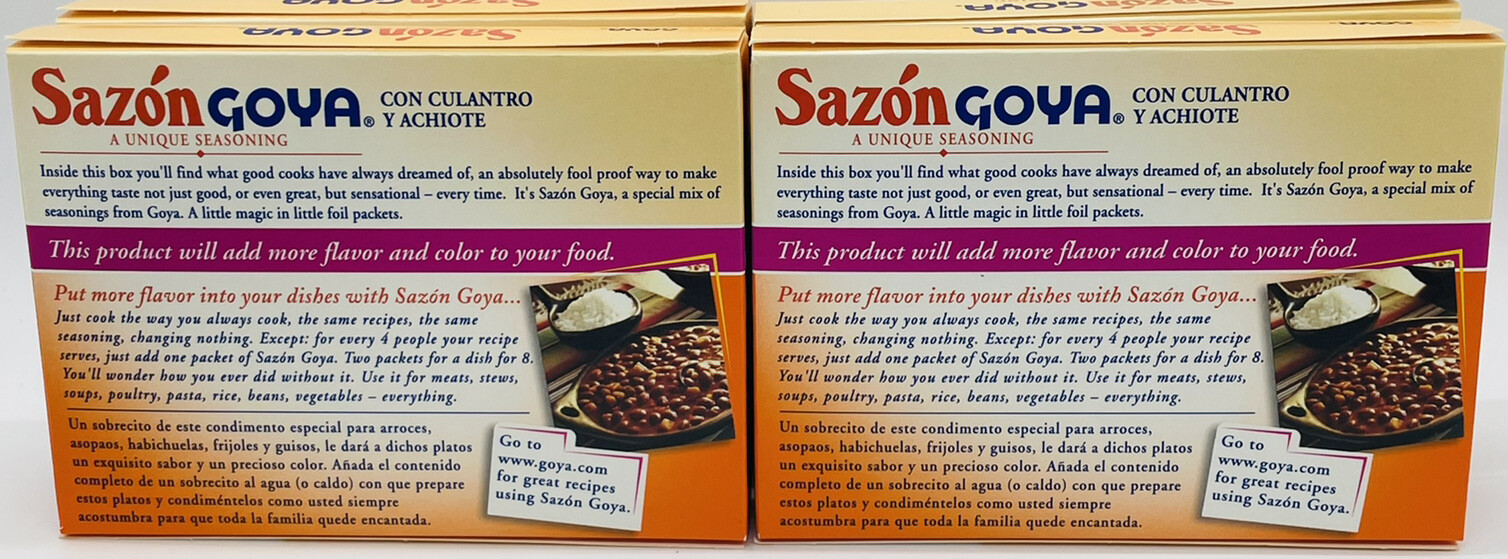 Sazón GOYA
Sazón GOYA
GOYA
Sazón GOYA® CON CULANTRO
Y ACHIOTE
A UNIQUE SEASONING
Inside this box you'll find what good cooks have always dreamed of, an absolutely fool proof way to make
everything taste not just good, or even great, but sensational – every time. It's Sazón Goya, a special mix of
seasonings from Goya. A little magic in little foil packets.
This product will add more flavor and color to your food.
Put more flavor into your dishes with Sazón Goya...
Just cook the way you always cook, the same recipes, the same
seasoning, changing nothing. Except: for every 4 people your recipe
serves, just add one packet of Sazón Goya. Two packets for a dish for 8.
You'll wonder how you ever did without it. Use it for meats, stews,
soups, poultry, pasta, rice, beans, vegetables – everything.
Un sobrecito de este condimento especial para arroces,
asopaos, habichuelas, frijoles y guisos, le dará a dichos platos
un exquisito sabor y un precioso color. Añada el contenido
completo de un sobrecito al agua (o caldo) con que prepare
estos platos y condiméntelos como usted siempre
acostumbra para que toda la familia quede encantada.
Go to
www.goya.com
for great recipes
using Sazón Goya.
Sazón GOYA® CON CULANTRO
Y ACHIOTE
A UNIQUE SEASONING
Inside this box you'll find what good cooks have always dreamed of, an absolutely fool proof way to make
everything taste not just good, or even great, but sensational – every time. It's Sazón Goya, a special mix of
seasonings from Goya. A little magic in little foil packets.
This product will add more flavor and color to your food.
Put more flavor into your dishes with Sazón Goya...
Just cook the way you always cook, the same recipes, the same
seasoning, changing nothing. Except: for every 4 people your recipe
serves, just add one packet of Sazón Goya. Two packets for a dish for 8.
You'll wonder how you ever did without it. Use it for meats, stews,
soups, poultry, pasta, rice, beans, vegetables – everything.
Un sobrecito de este condimento especial para arroces,
asopaos, habichuelas, frijoles y guisos, le dará a dichos platos
un exquisito sabor y un precioso color. Añada el contenido
completo de un sobrecito al agua (o caldo) con que prepare
estos platos y condiméntelos como usted siempre
acostumbra para que toda la familia quede encantada.
Go to
www.goya.com
for great recipes
using Sazón Goya.